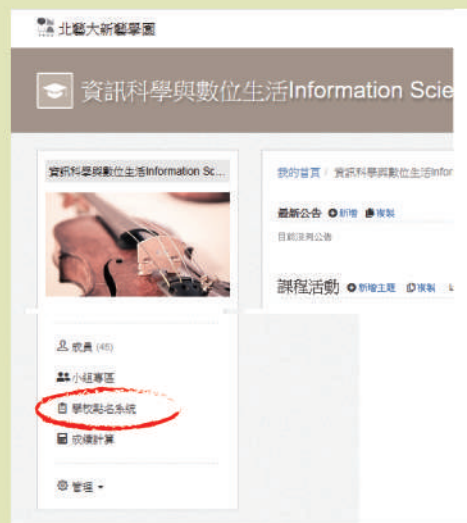 北藝大新藝學園
資訊科學與數位生活Information Scie
資訊科學與數位生活Information Sc...
我的首頁 / 資訊科學與數位生活Infor
最新公告 新增 複製
目前沒有公告
課程活動 新增主題 複製
成員 (46)
小組專區
學校點名系統
成績計算
管理